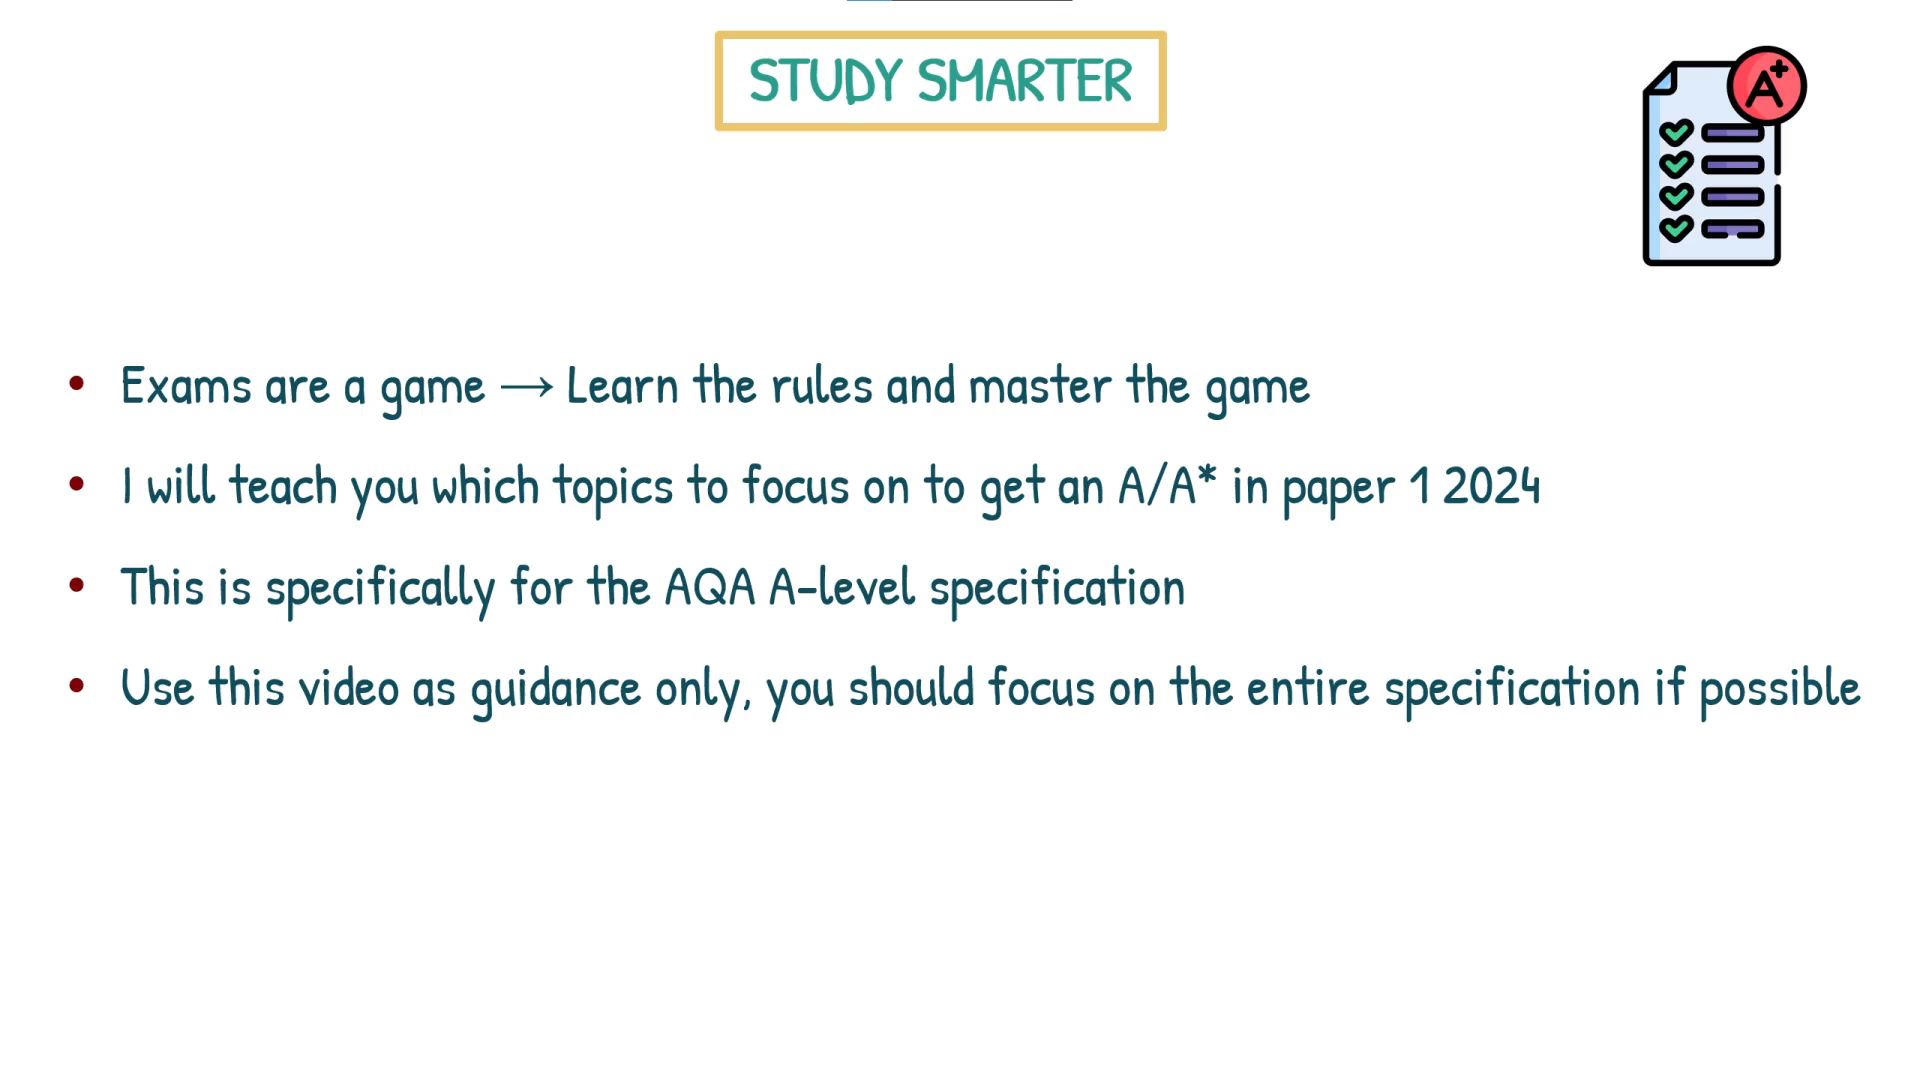 STUDY SMARTER
A+
• Exams are a game → Learn the rules and master the game
• I will teach you which topics to focus on to get an A/A* in paper 1 2024
• This is specifically for the AQA A-level specification
• Use this video as guidance only, you should focus on the entire specification if possible